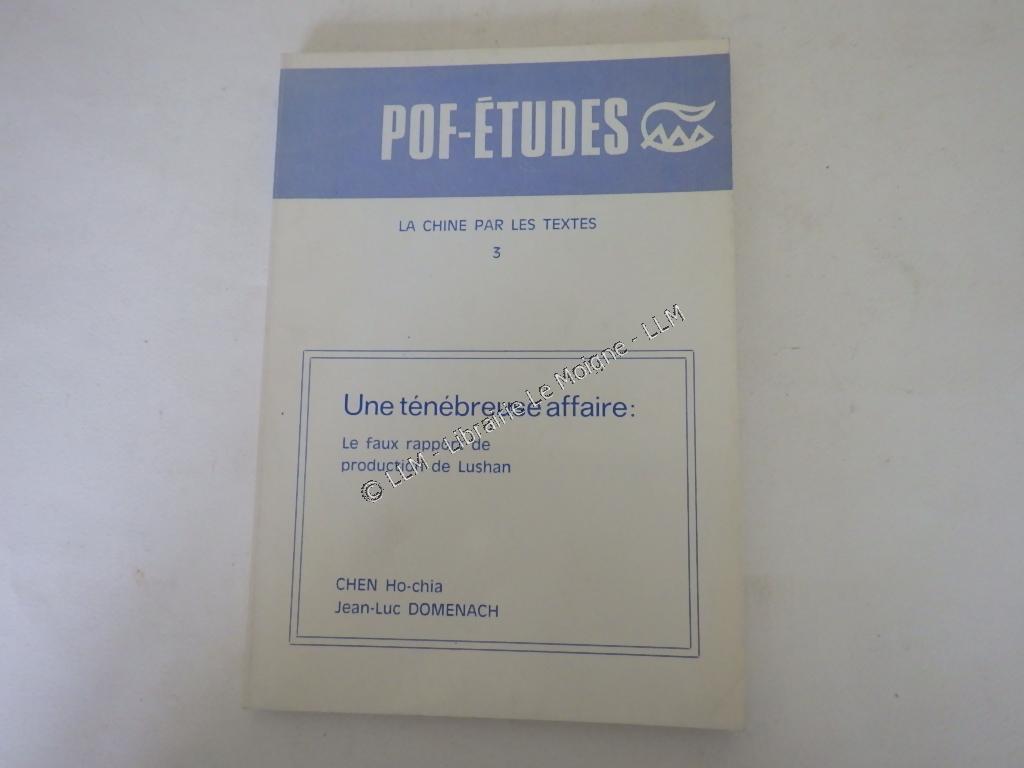 POF-ÉTUDES
LA CHINE PAR LES TEXTES
3
Une ténébreuse affaire:
Le faux rapport de
production de Lushan
CHEN Ho-chia
Jean-Luc DOMENACH
© LLM - Librairie Le Moigne - LLM